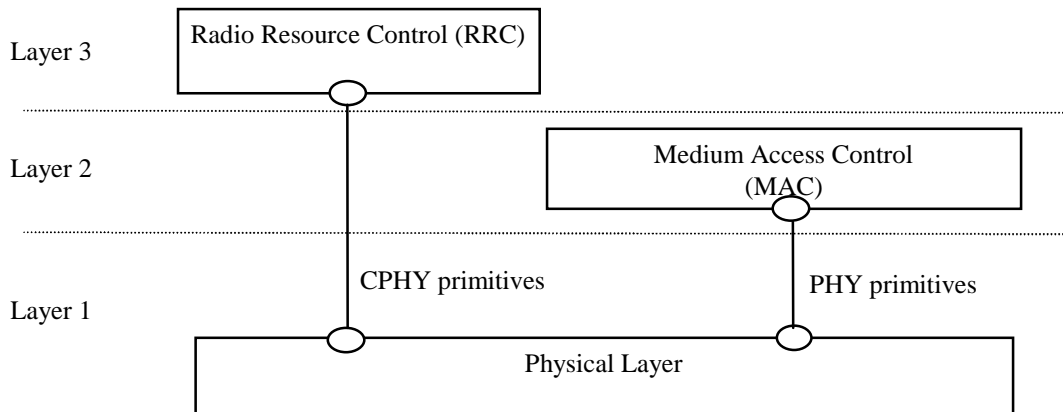 Radio Resource Control (RRC)
Layer 3
Medium Access Control
Layer 2
(MAC)
CPHY primitives
PHY primitives
Layer 1
Physical Layer